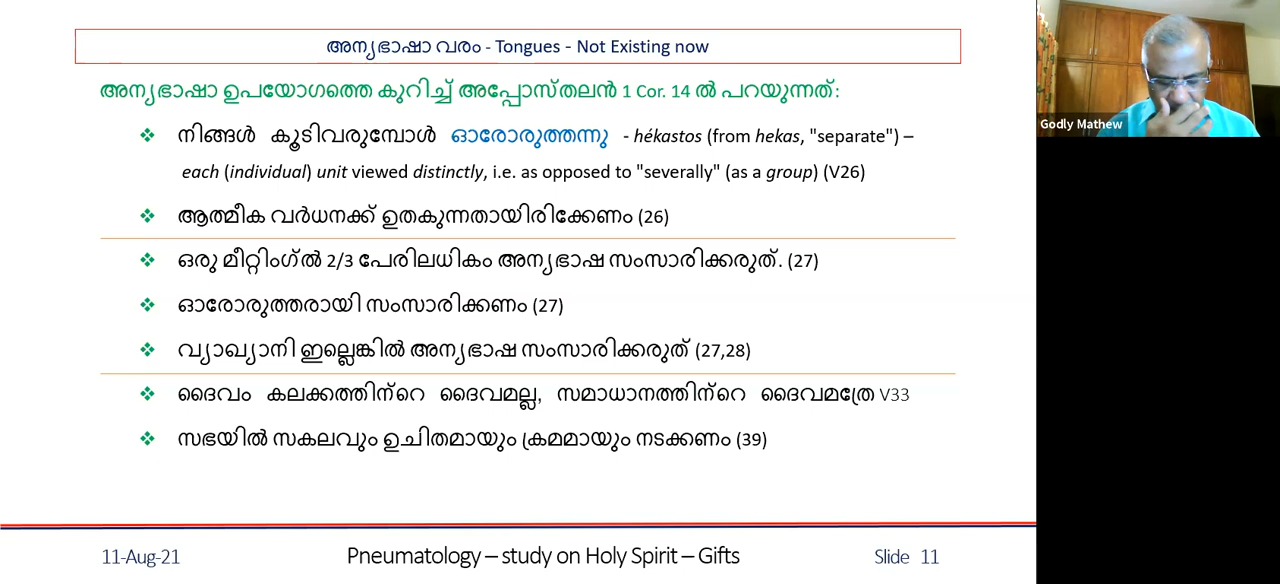 അന്യഭാഷാ വരം - Tongues - Not Existing now
അന്യഭാഷാ ഉപയോഗത്തെ കുറിച്ച് അപ്പോസ്തലൻ 1 Cor. 14 ൽ പറയുന്നത്:
❖ നിങ്ങൾ കൂടിവരുമ്പോൾ ഓരോരുത്തന്നു - hékastos (from hekas, "separate") –
each (individual) unit viewed distinctly, i.e. as opposed to "severally" (as a group) (V26)
❖ ആത്മീക വർധനക്ക് ഉതകുന്നതായിരിക്കേണം (26)
❖ ഒരു മീറ്റിംഗ്ൽ 2/3 പേരിലധികം അന്യഭാഷ സംസാരിക്കരുത്. (27)
❖ ഓരോരുത്തരായി സംസാരിക്കണം (27)
❖ വ്യാഖ്യാനി ഇല്ലെങ്കിൽ അന്യഭാഷ സംസാരിക്കരുത് (27,28)
❖ ദൈവം കലക്കത്തിന്റെ ദൈവമല്ല, സമാധാനത്തിന്റെ ദൈവമത്രേ V33
❖ സഭയിൽ സകലവും ഉചിതമായും ക്രമമായും നടക്കണം (39)
11-Aug-21 Pneumatology – study on Holy Spirit – Gifts Slide 11
Godly Mathew